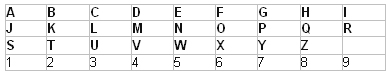 A B C D E F G H I
J K L M N O P Q R
S T U V W X Y Z
1 2 3 4 5 6 7 8 9